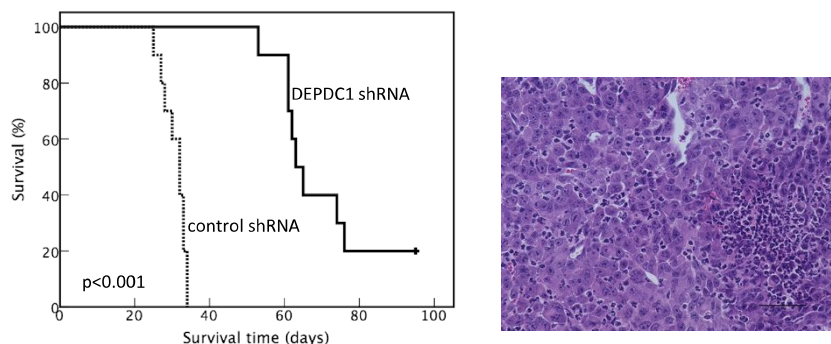 100
80
60
40
20
0
Survival (%)
DEPDC1 shRNA
control shRNA
p<0.001
0 20 40 60 80 100
Survival time (days)